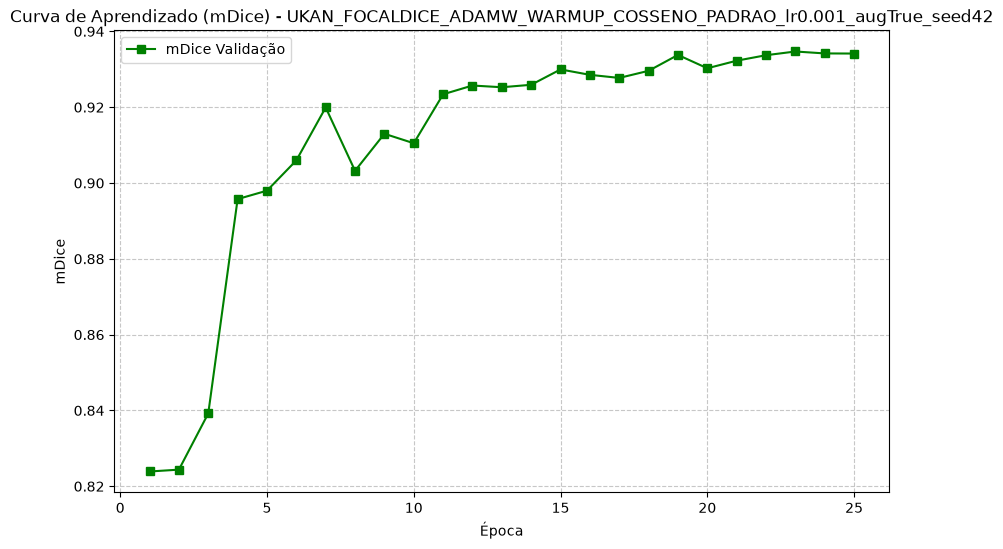 Curva de Aprendizado (mDice) - UKAN_FOCALDICE_ADAMW_WARMUP_COSSENO_PADRAO_lr0.001_augTrue_seed42
mDice Validação
0.94
0.92
0.90
0.88
0.86
0.84
0.82
mDice
0 5 10 15 20 25
Época